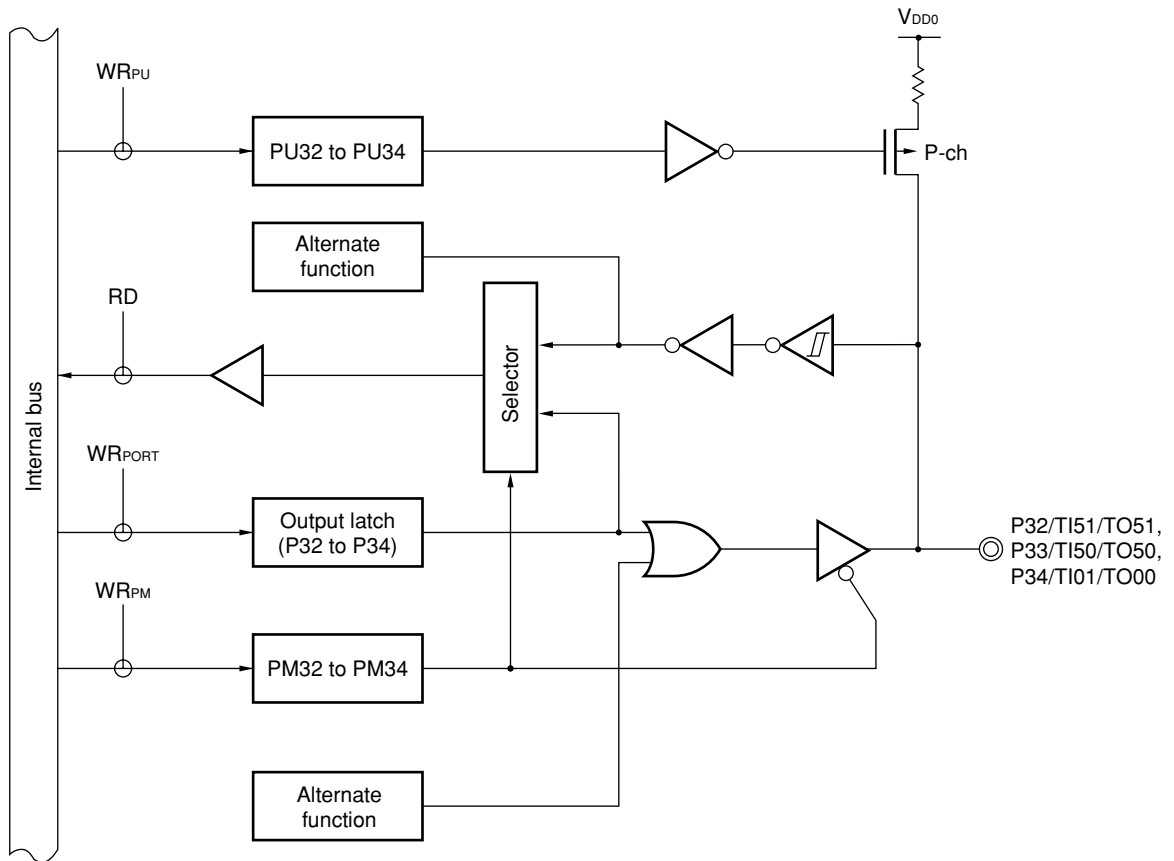 VDD0
WRPU
PU32 to PU34
P-ch
Alternate
function
RD
Selector
Internal bus
WRPORT
Output latch
(P32 to P34)
P32/TI51/TO51,
P33/TI50/TO50,
P34/TI01/TO00
WRPM
PM32 to PM34
Alternate
function